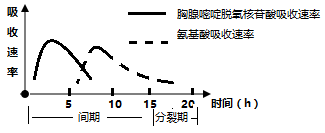 吸收速率
胸腺嘧啶脱氧核苷酸吸收速率
氨基酸吸收速率
0 5 10 15 20 时间（h）
间期 分裂期